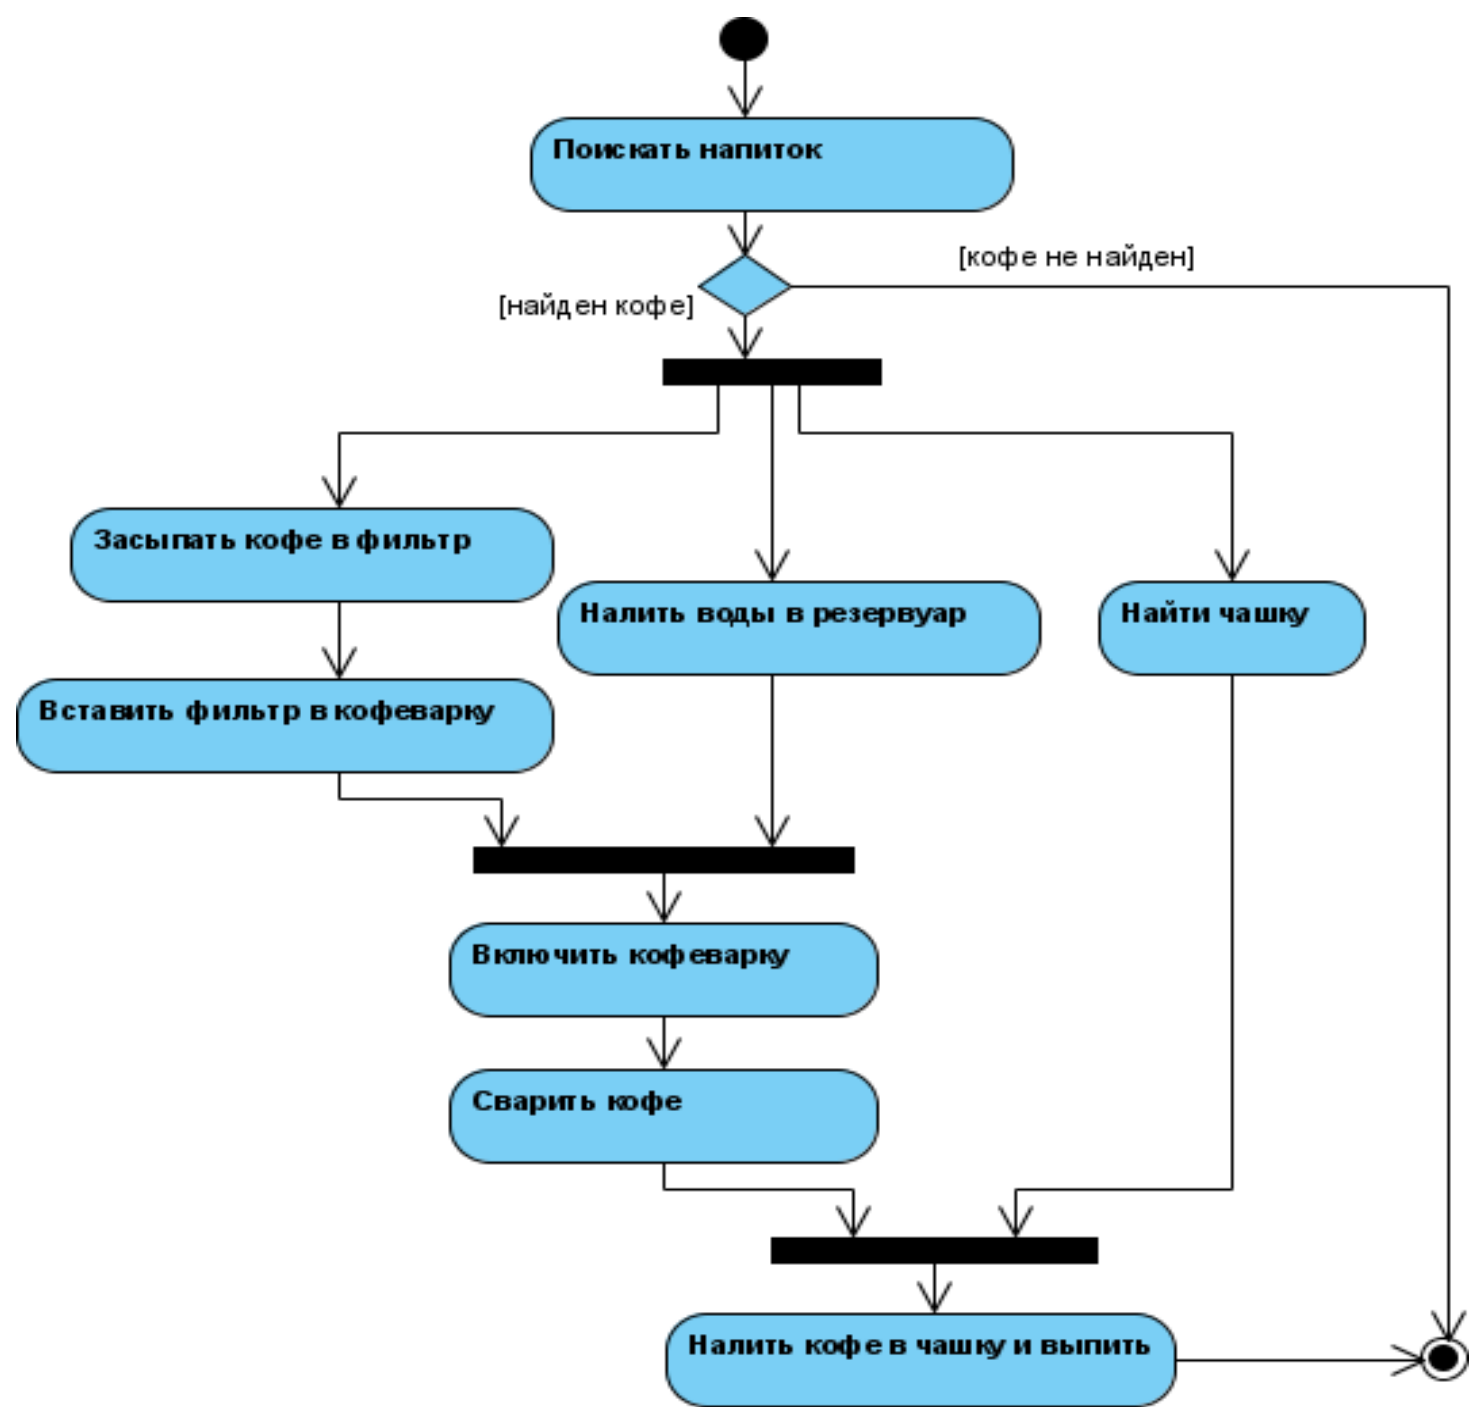 Поискать напиток
[кофе не найден]
[найден кофе]
Засыпать кофе в фильтр
Налить воды в резервуар
Найти чашку
Вставить фильтр в кофеварку
Включить кофеварку
Сварить кофе
Налить кофе в чашку и выпить